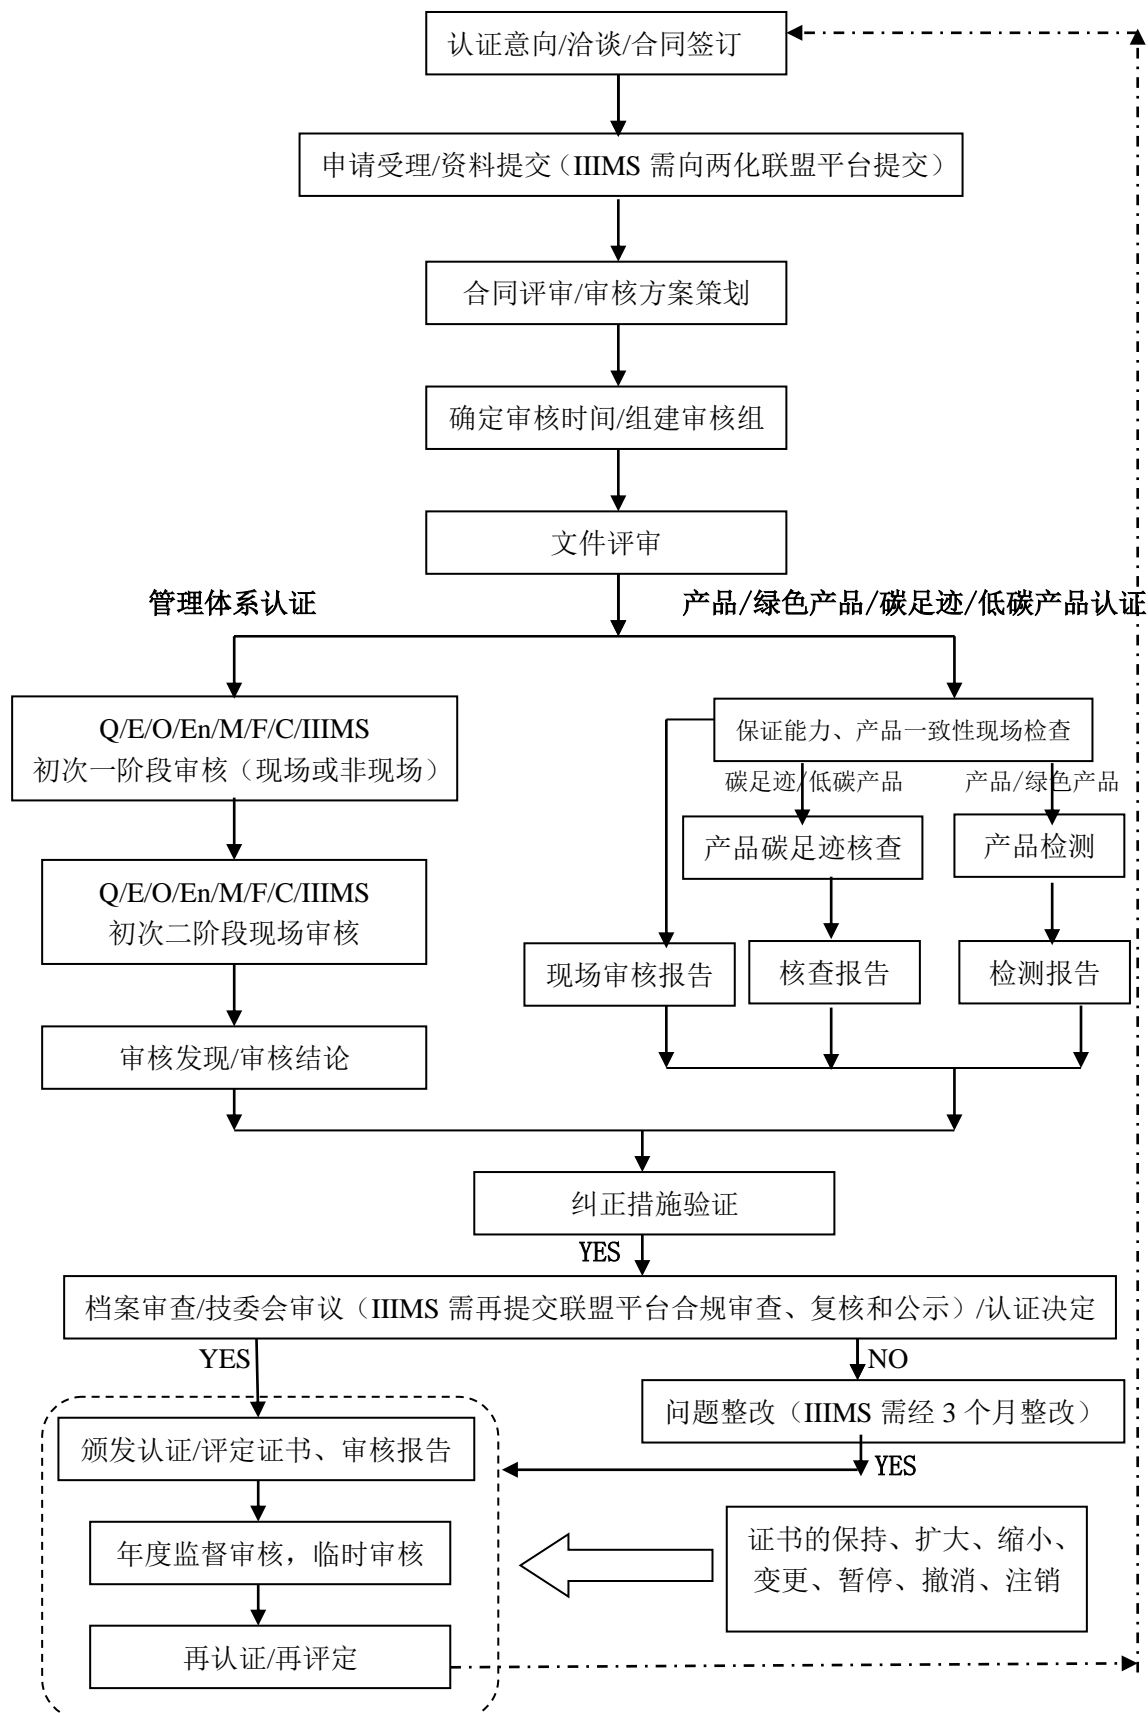 认证意向/洽谈/合同签订
申请受理/资料提交（IIIMS 需向两化联盟平台提交）
合同评审/审核方案策划
确定审核时间/组建审核组
文件评审
管理体系认证
产品/绿色产品/碳足迹/低碳产品认证
Q/E/O/En/M/F/C/IIIMS
初次一阶段审核（现场或非现场）
保证能力、产品一致性现场检查
碳足迹/低碳产品
产品/绿色产品
产品碳足迹核查
产品检测
Q/E/O/En/M/F/C/IIIMS
初次二阶段现场审核
现场审核报告
核查报告
检测报告
审核发现/审核结论
纠正措施验证
YES
档案审查/技委会审议（IIIMS 需再提交联盟平台合规审查、复核和公示）/认证决定
YES
NO
问题整改（IIIMS 需经 3 个月整改）
颁发认证/评定证书、审核报告
YES
年度监督审核，临时审核
证书的保持、扩大、缩小、
变更、暂停、撤消、注销
再认证/再评定